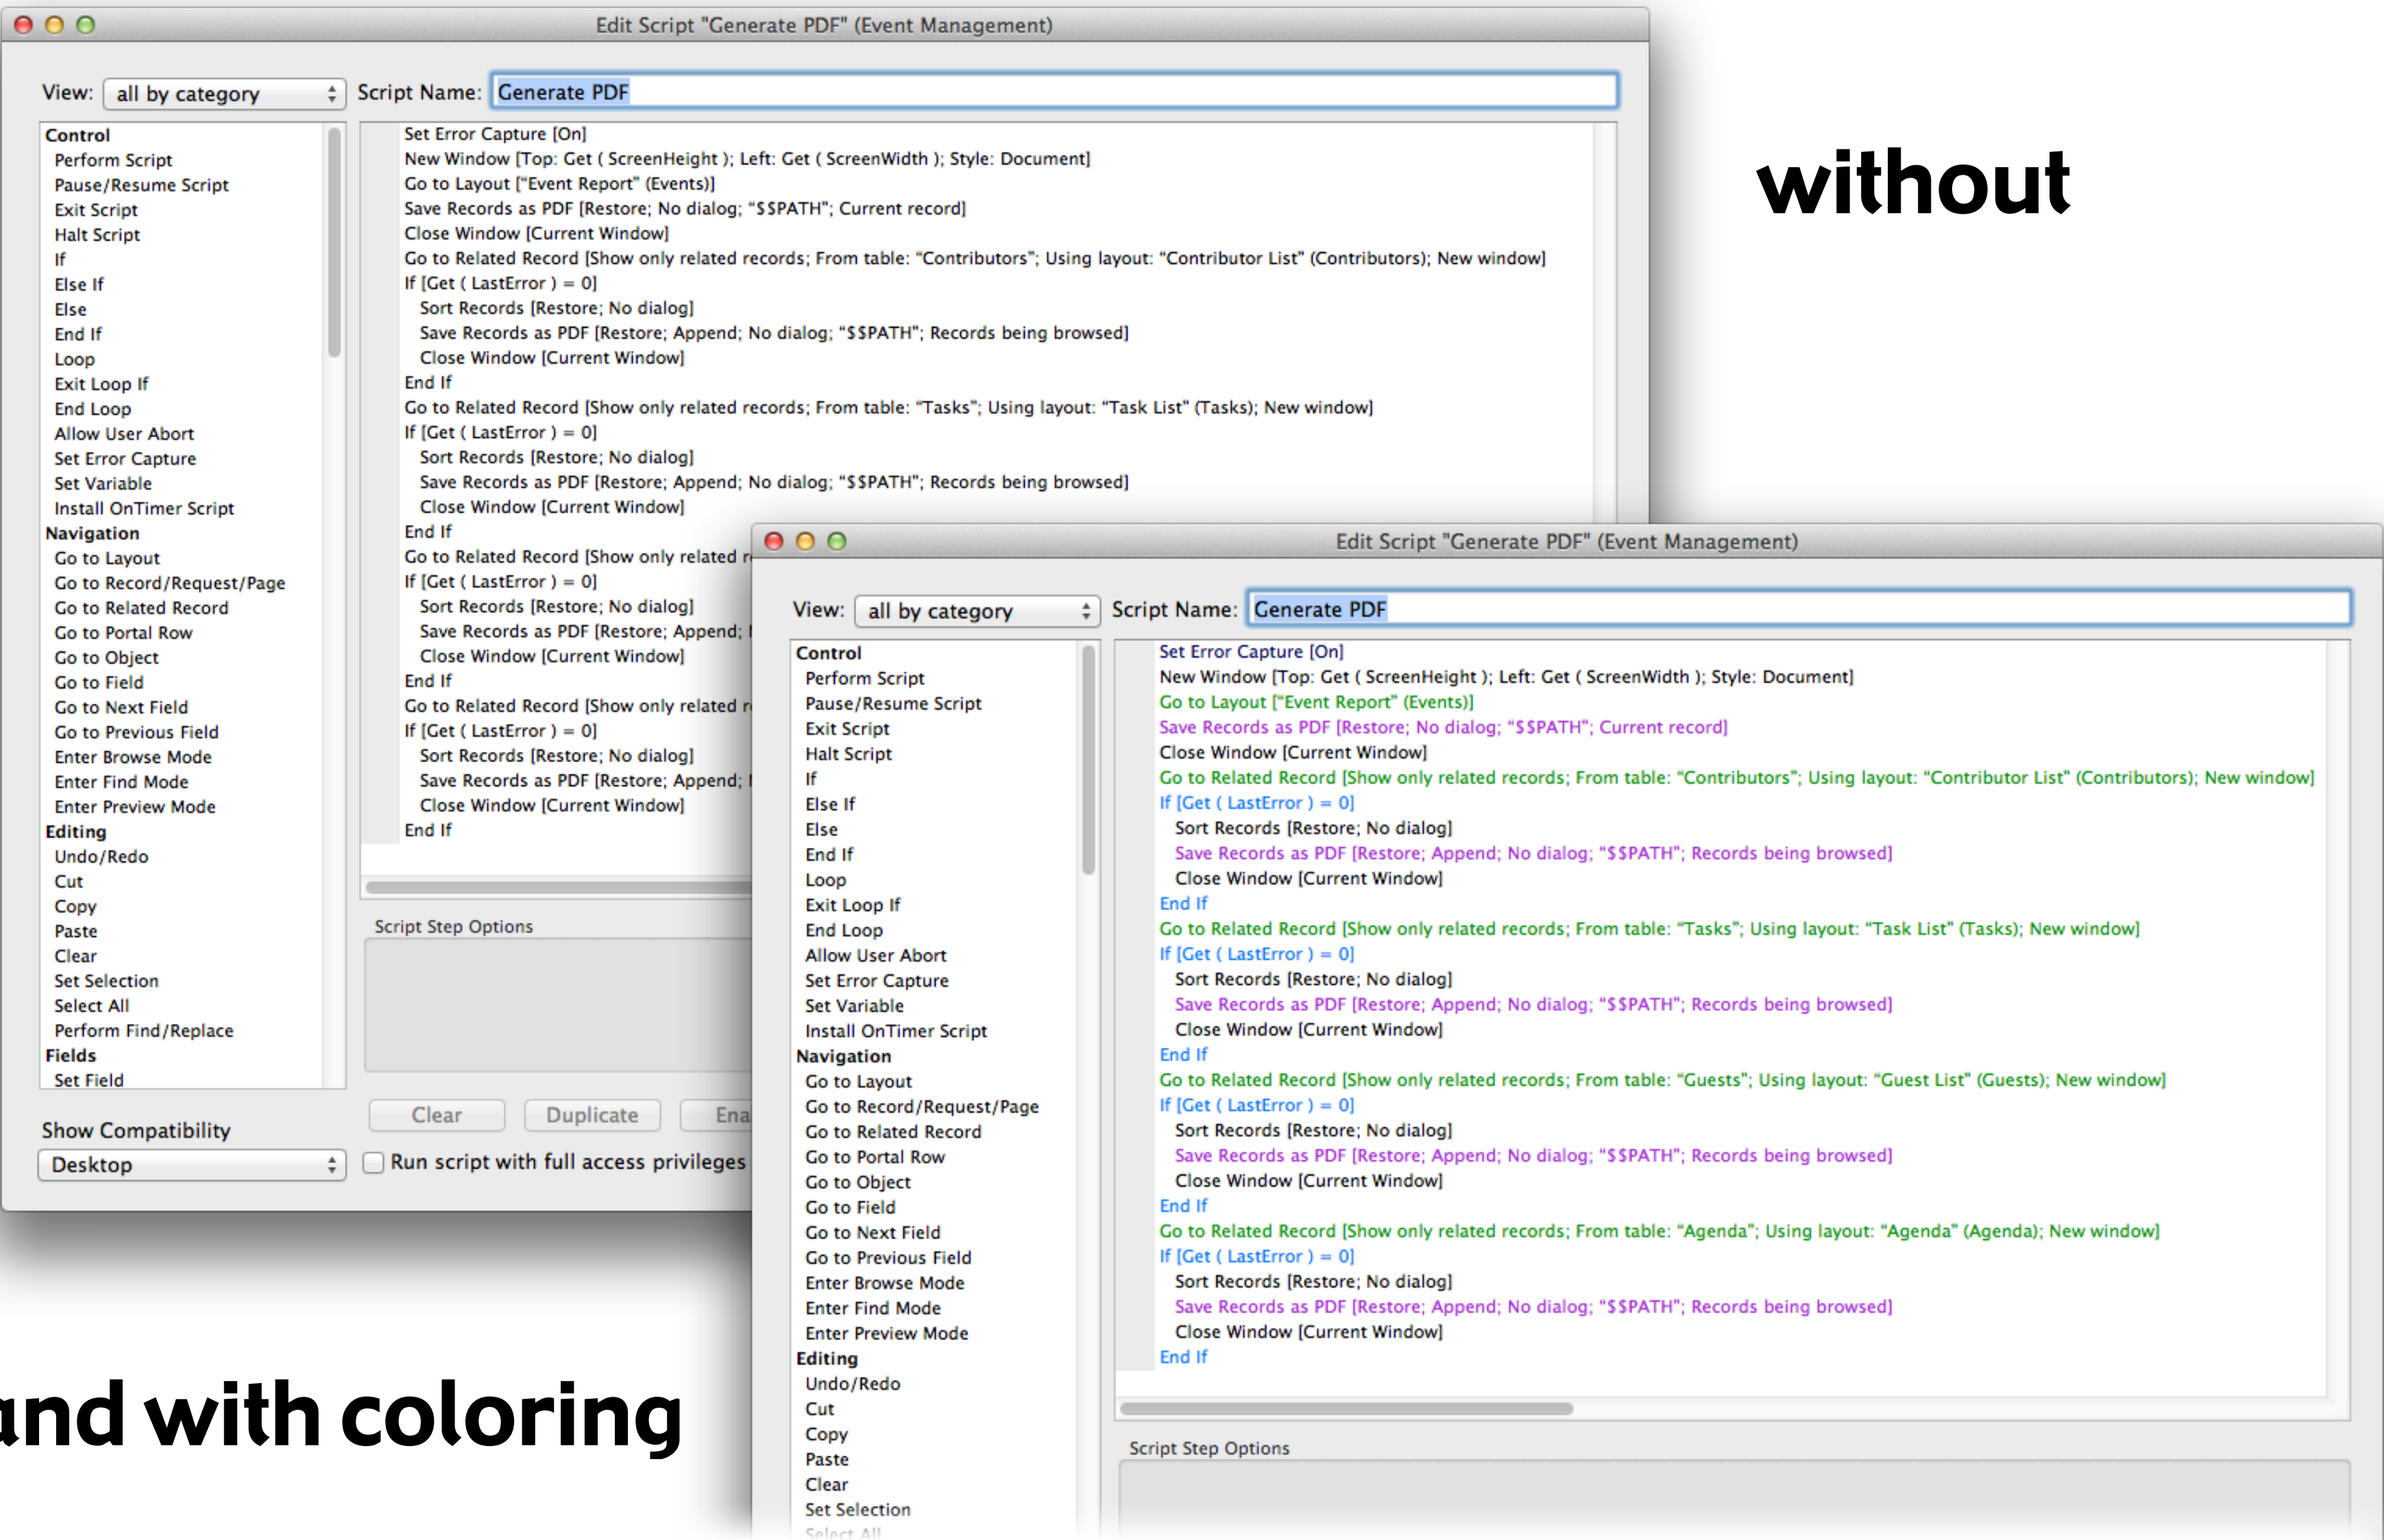 Edit Script "Generate PDF" (Event Management)
View: all by category
Script Name: Generate PDF
Control
Perform Script
Pause/Resume Script
Exit Script
Halt Script
If
Else If
Else
End If
Loop
Exit Loop If
End Loop
Allow User Abort
Set Error Capture
Set Variable
Install OnTimer Script
Navigation
Go to Layout
Go to Record/Request/Page
Go to Related Record
Go to Portal Row
Go to Object
Go to Field
Go to Next Field
Go to Previous Field
Enter Browse Mode
Enter Find Mode
Enter Preview Mode
Editing
Undo/Redo
Cut
Copy
Paste
Clear
Set Selection
Select All
Perform Find/Replace
Fields
Set Field
Show Compatibility
Desktop
Set Error Capture [On]
New Window [Top: Get ( ScreenHeight ); Left: Get ( ScreenWidth ); Style: Document]
Go to Layout [“Event Report” (Events)]
Save Records as PDF [Restore; No dialog; “$$PATH”; Current record]
Close Window [Current Window]
Go to Related Record [Show only related records; From table: “Contributors”; Using layout: “Contributor List” (Contributors); New window]
If [Get ( LastError ) = 0]
Sort Records [Restore; No dialog]
Save Records as PDF [Restore; Append; No dialog; “$$PATH”; Records being browsed]
Close Window [Current Window]
End If
Go to Related Record [Show only related records; From table: “Tasks”; Using layout: “Task List” (Tasks); New window]
If [Get ( LastError ) = 0]
Sort Records [Restore; No dialog]
Save Records as PDF [Restore; Append; No dialog; “$$PATH”; Records being browsed]
Close Window [Current Window]
End If
Go to Related Record [Show only related
If [Get ( LastError ) = 0]
Sort Records [Restore; No dialog]
Save Records as PDF [Restore; Append;
Close Window [Current Window]
End If
Go to Related Record [Show only related
If [Get ( LastError ) = 0]
Sort Records [Restore; No dialog]
Save Records as PDF [Restore; Append;
Close Window [Current Window]
End If
Script Step Options
Clear Duplicate Ena
Run script with full access privileges
without
Edit Script "Generate PDF" (Event Management)
View: all by category
Script Name: Generate PDF
Control
Perform Script
Pause/Resume Script
Exit Script
Halt Script
If
Else If
Else
End If
Loop
Exit Loop If
End Loop
Allow User Abort
Set Error Capture
Set Variable
Install OnTimer Script
Navigation
Go to Layout
Go to Record/Request/Page
Go to Related Record
Go to Portal Row
Go to Object
Go to Field
Go to Next Field
Go to Previous Field
Enter Browse Mode
Enter Find Mode
Enter Preview Mode
Editing
Undo/Redo
Cut
Copy
Paste
Clear
Set Selection
Select All
Set Error Capture [On]
New Window [Top: Get ( ScreenHeight ); Left: Get ( ScreenWidth ); Style: Document]
Go to Layout [“Event Report” (Events)]
Save Records as PDF [Restore; No dialog; “$$PATH”; Current record]
Close Window [Current Window]
Go to Related Record [Show only related records; From table: “Contributors”; Using layout: “Contributor List” (Contributors); New window]
If [Get ( LastError ) = 0]
Sort Records [Restore; No dialog]
Save Records as PDF [Restore; Append; No dialog; “$$PATH”; Records being browsed]
Close Window [Current Window]
End If
Go to Related Record [Show only related records; From table: “Tasks”; Using layout: “Task List” (Tasks); New window]
If [Get ( LastError ) = 0]
Sort Records [Restore; No dialog]
Save Records as PDF [Restore; Append; No dialog; “$$PATH”; Records being browsed]
Close Window [Current Window]
End If
Go to Related Record [Show only related records; From table: “Guests”; Using layout: “Guest List” (Guests); New window]
If [Get ( LastError ) = 0]
Sort Records [Restore; No dialog]
Save Records as PDF [Restore; Append; No dialog; “$$PATH”; Records being browsed]
Close Window [Current Window]
End If
Go to Related Record [Show only related records; From table: “Agenda”; Using layout: “Agenda” (Agenda); New window]
If [Get ( LastError ) = 0]
Sort Records [Restore; No dialog]
Save Records as PDF [Restore; Append; No dialog; “$$PATH”; Records being browsed]
Close Window [Current Window]
End If
Script Step Options
and with coloring